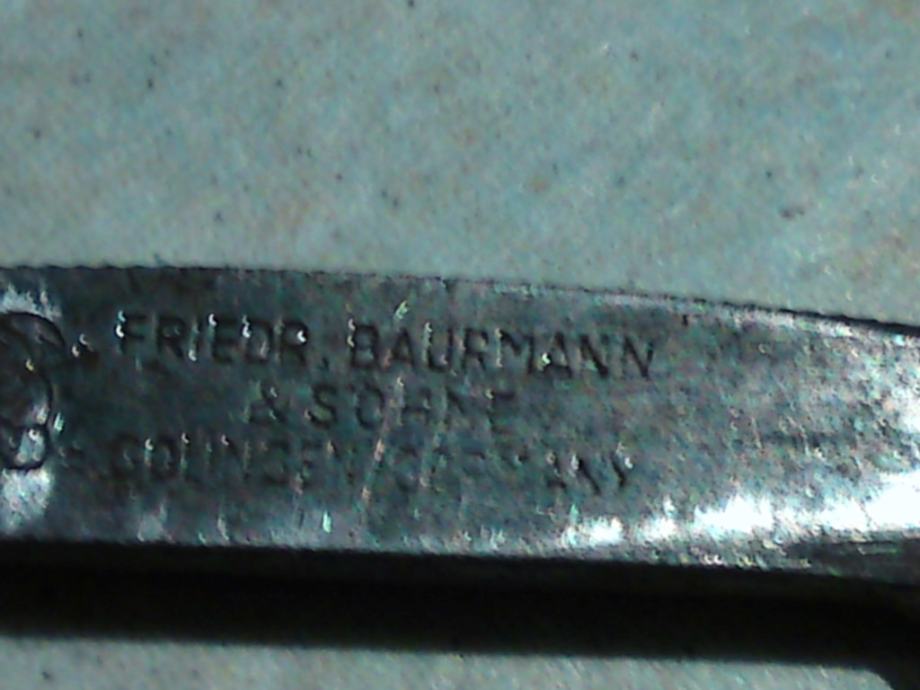 FRIEDR. BAURMANN
& SÖHNE
SOLINGEN GERMANY